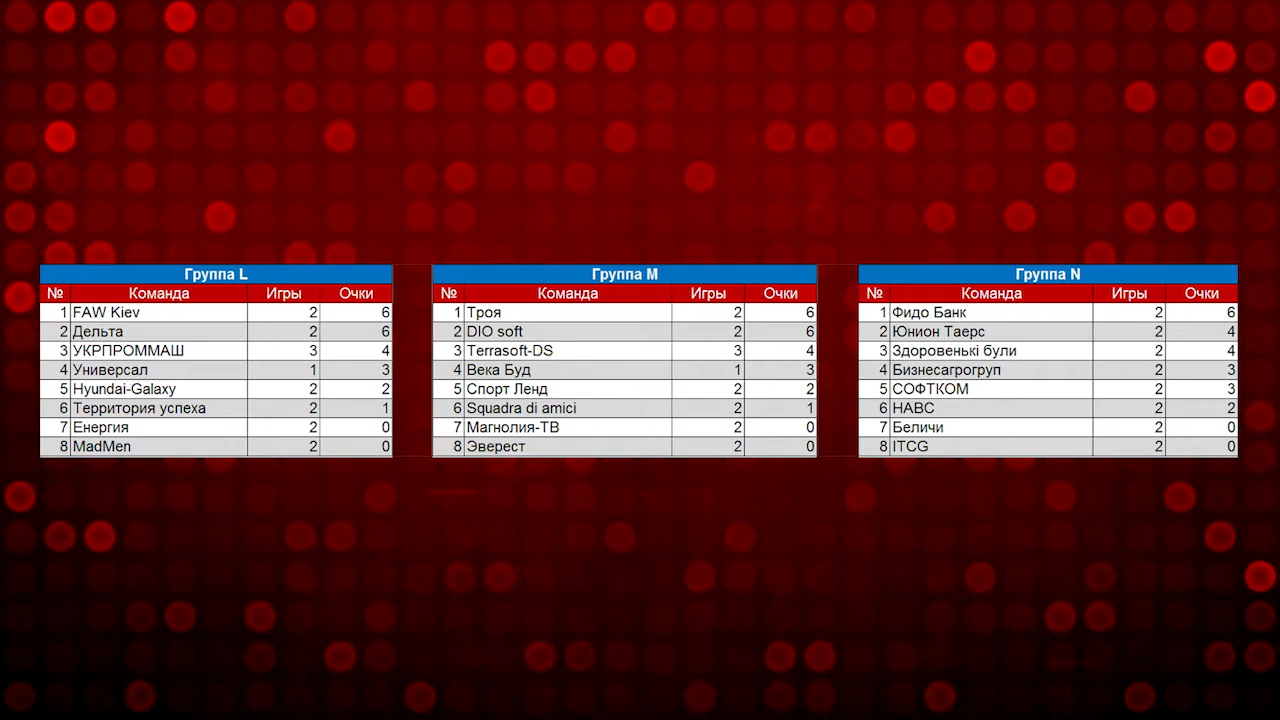 Группа L
№ Команда Игры Очки
1 FAW Kiev 2 6
2 Дельта 2 6
3 УКРПРОММАШ 3 4
4 Универсал 1 3
5 Hyundai-Galaxy 2 2
6 Территория успеха 2 1
7 Енергия 2 0
8 MadMen 2 0
Группа M
№ Команда Игры Очки
1 Троя 2 6
2 DIO soft 2 6
3 Terrasoft-DS 3 4
4 Века Буд 1 3
5 Спорт Ленд 2 2
6 Squadra di amici 2 1
7 Магнолия-ТВ 2 0
8 Эверест 2 0
Группа N
№ Команда Игры Очки
1 Фидо Банк 2 6
2 Юнион Таерс 2 4
3 Здоровенькі були 2 4
4 Бизнесагрогруп 2 3
5 СОФТКОМ 2 3
6 НАВС 2 2
7 Беличи 2 0
8 ITCG 2 0